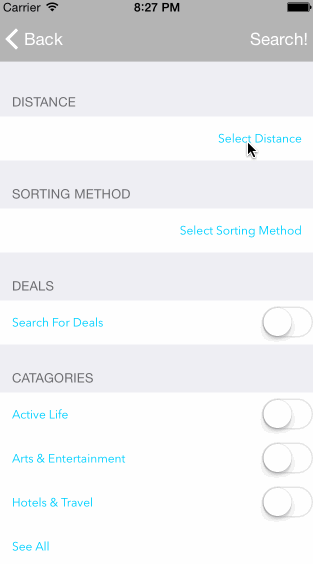 Carrier 8:27 PM
Back Search!
DISTANCE
Select Distance
SORTING METHOD
Select Sorting Method
DEALS
Search For Deals
CATAGORIES
Active Life
Arts & Entertainment
Hotels & Travel
See All